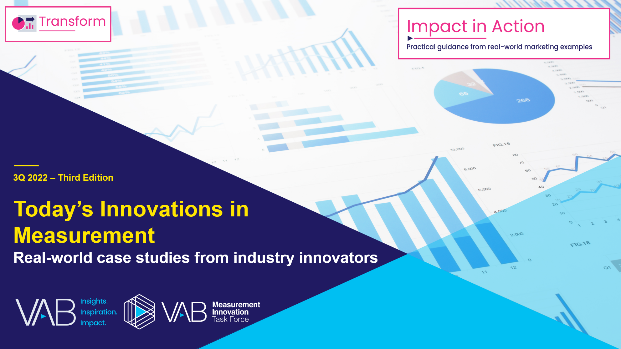 Transform
Impact in Action
Practical guidance from real-world marketing examples
3Q 2022 – Third Edition
Today's Innovations in
Measurement
Real-world case studies from industry innovators
VAB
Insights.
Inspiration.
Impact.
VAB
Measurement
Innovation
Task Force